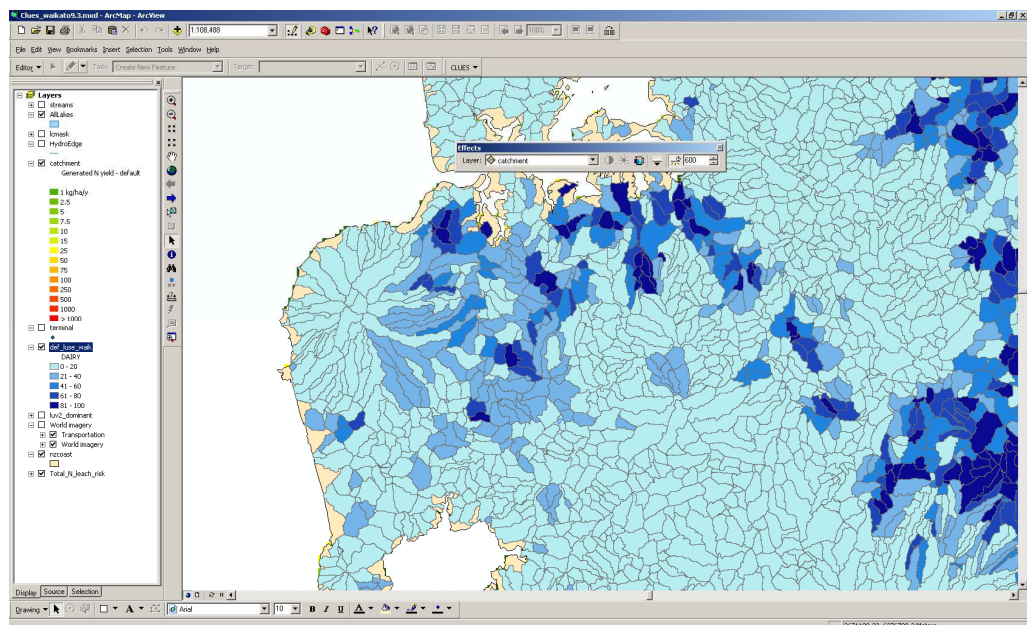 Clues_waikato9.3.mxd - ArcMap - ArcView
1:108,488
100%
File Edit View Bookmarks Insert Selection Tools Window Help
Editor Task: Create New Feature Target: CLUES
Layers
streams
AllLakes
lcmask
HydroEdge
catchment
Generated N yield - default
1 kg/ha/y
2.5
5
7.5
10
15
25
50
75
100
250
500
1000
> 1000
terminal
def_luse_waik
DAIRY
0 - 20
21 - 40
41 - 60
61 - 80
81 - 100
luv2_dominant
World imagery
Transportation
World imagery
nzcoast
Total_N_leach_risk
Effects
Layer: catchment 600
XY
Display Source Selection
Drawing A Arial 10 B I U A